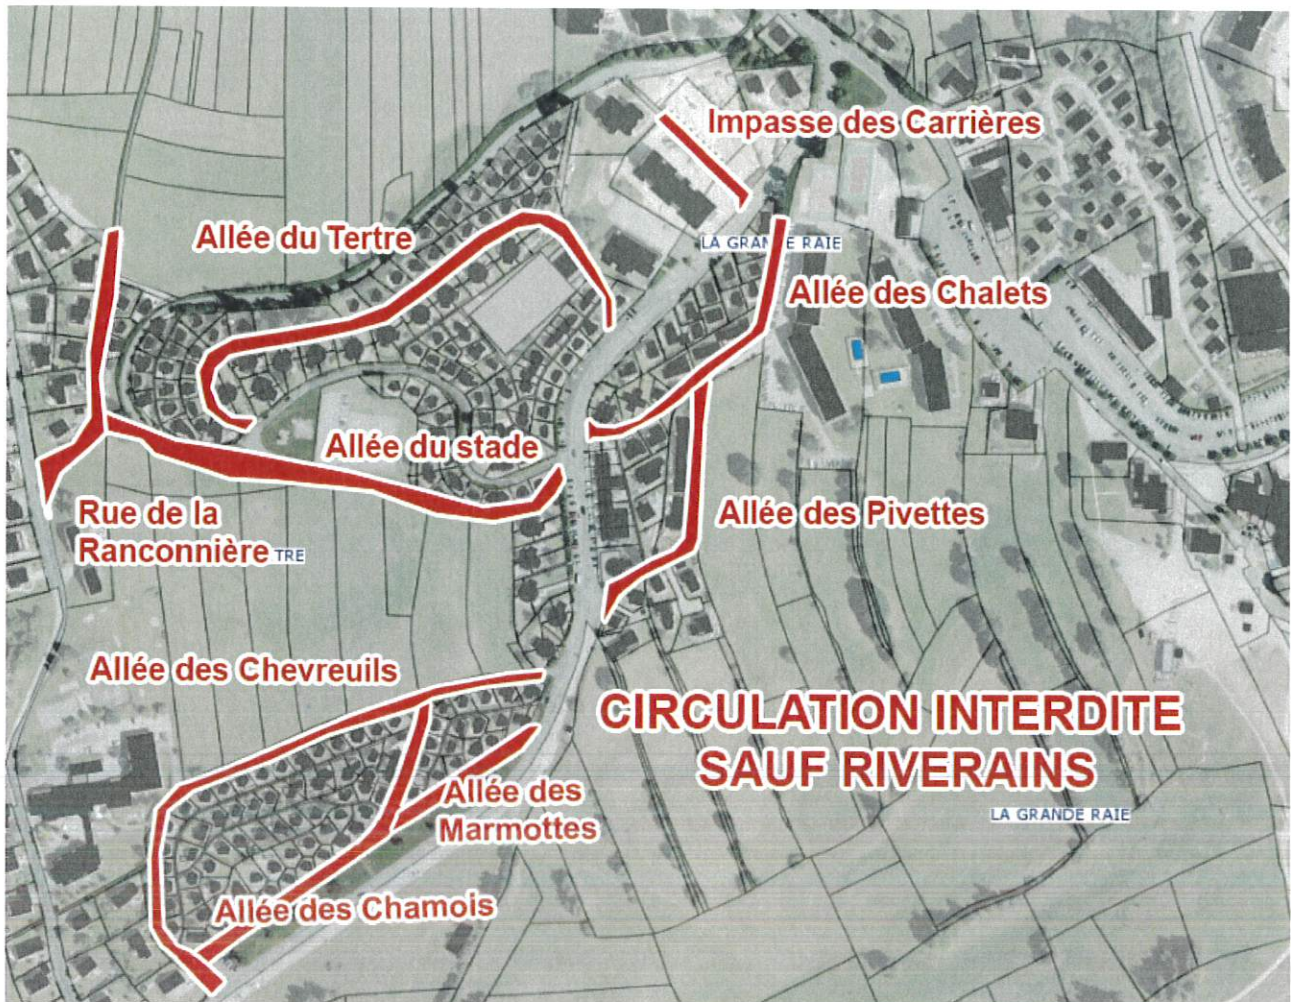 Impasse des Carrières
Allée du Tertre
LA GRANDE RAIE
Allée des Chalets
Allée du stade
Rue de la
Ranconnière
TRE
Allée des Pivettes
Allée des Chevreuils
CIRCULATION INTERDITE
SAUF RIVERAINS
Allée des
Marmottes
LA GRANDE RAIE
Allée des Chamois